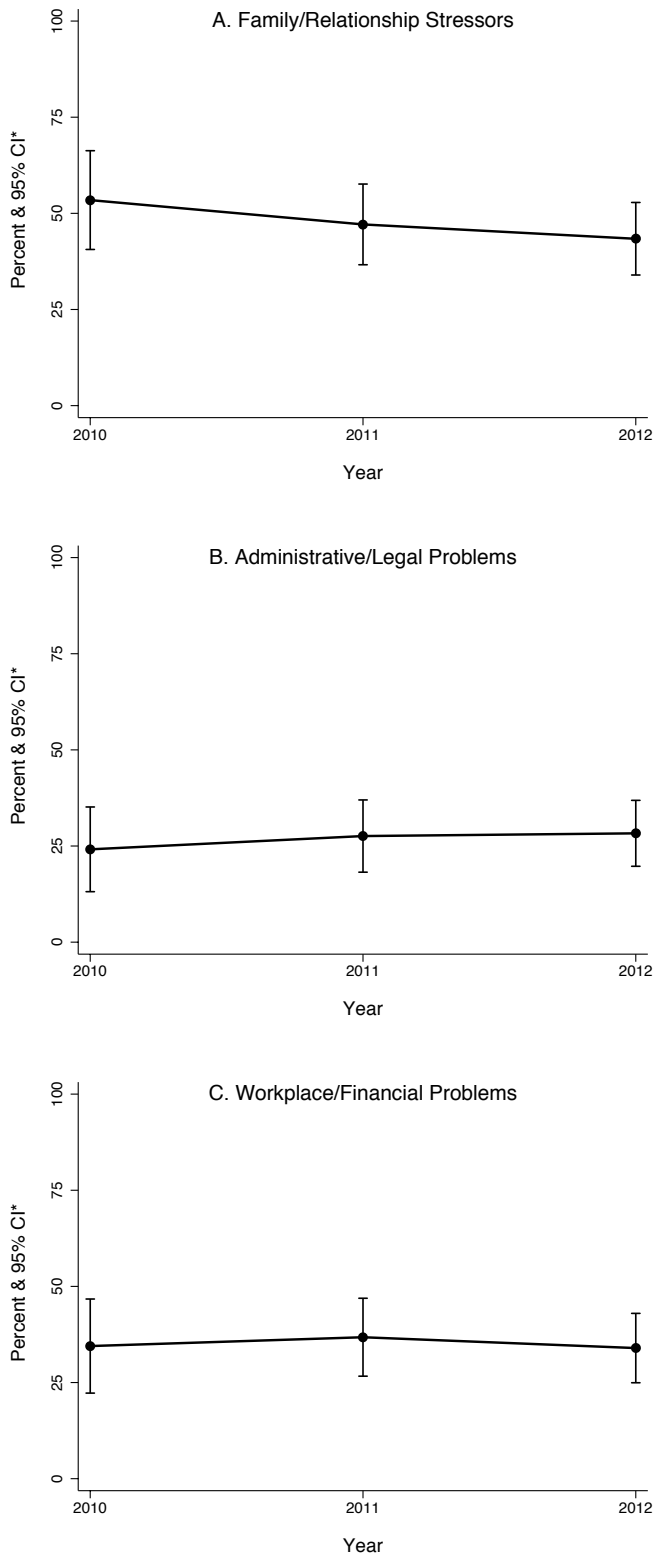 A. Family/Relationship Stressors
100
75
50
25
0
Percent & 95% CI*
2010 2011 2012
Year
B. Administrative/Legal Problems
100
75
50
25
0
Percent & 95% CI*
2010 2011 2012
Year
C. Workplace/Financial Problems
100
75
50
25
0
Percent & 95% CI*
2010 2011 2012
Year